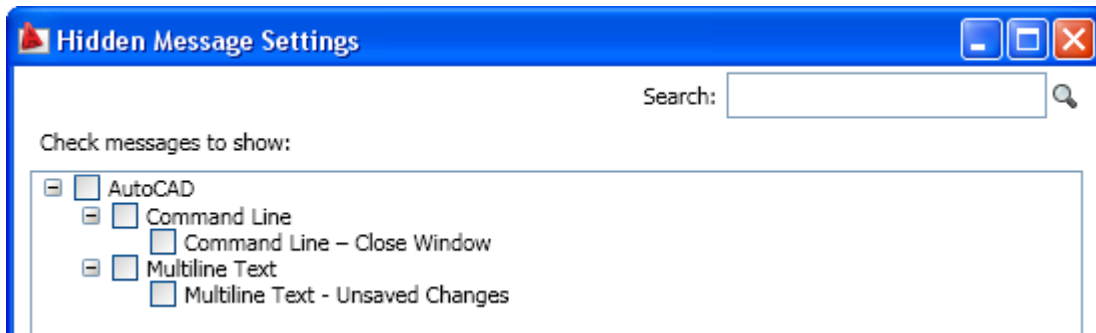 Hidden Message Settings
Search:
Check messages to show:
AutoCAD
Command Line
Command Line – Close Window
Multiline Text
Multiline Text - Unsaved Changes